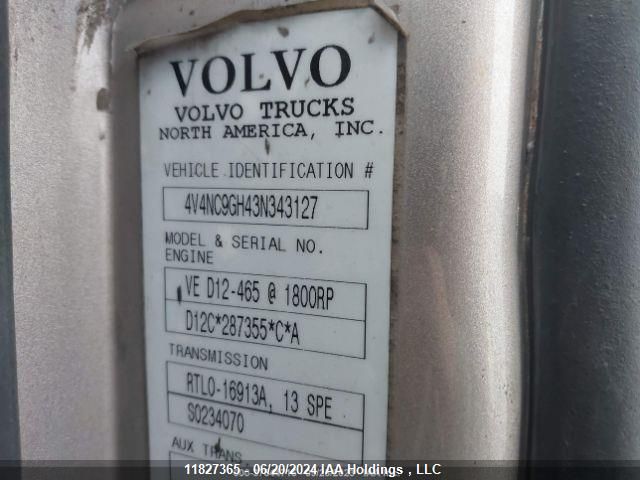 VOLVO
VOLVO TRUCKS
NORTH AMERICA, INC.
VEHICLE IDENTIFICATION #
4V4NC9GH43N343127
MODEL & SERIAL NO.
ENGINE
VE D12-465 @ 1800RP
D12C*287355*C*A
TRANSMISSION
RTLO-16913A, 13 SPE
S0234070
AUX TRANS
11827365 - 06/20/2024 IAA Holdings , LLC